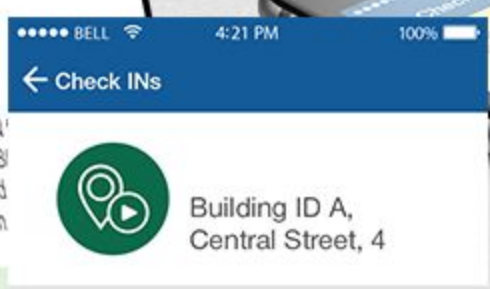 BELL 4:21 PM 100%
Check INs
Building ID A,
Central Street, 4